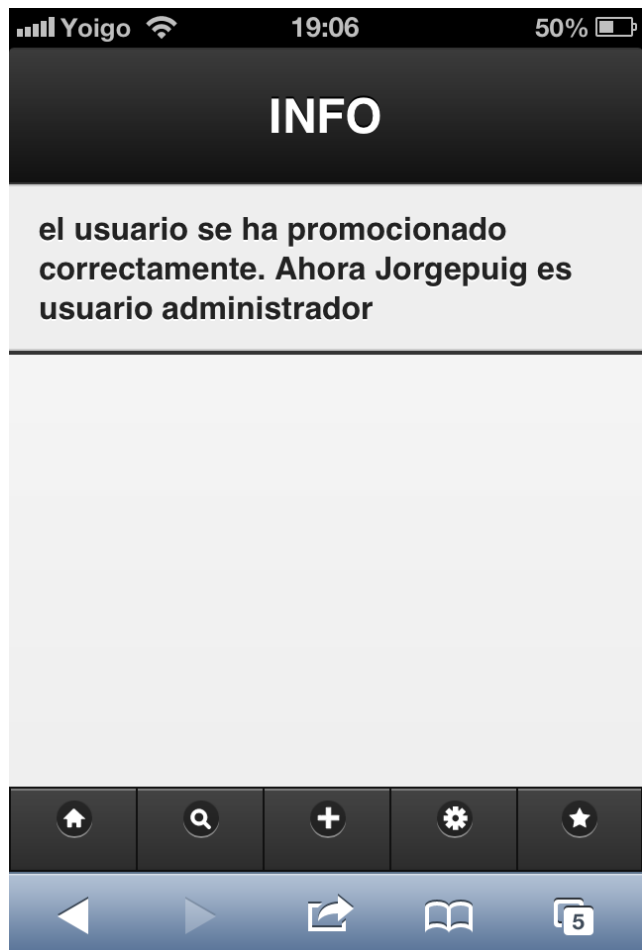 Yoigo 19:06 50%
INFO
el usuario se ha promocionado
correctamente. Ahora Jorgepuig es
usuario administrador
5